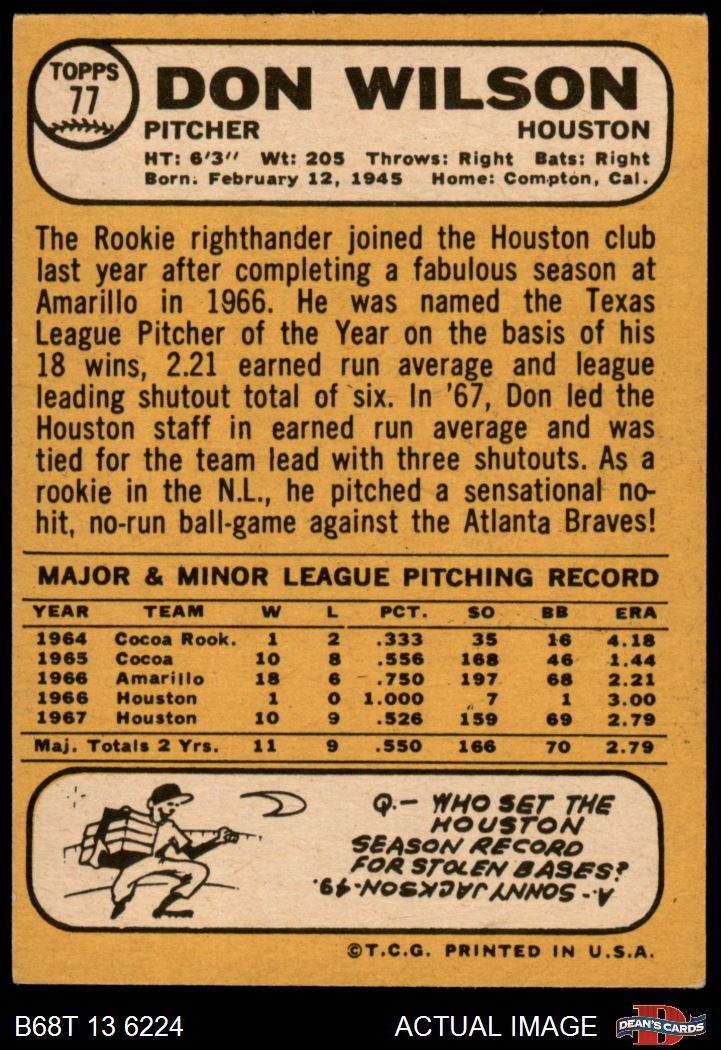 TOPPS
77
DON WILSON
PITCHER HOUSTON
HT: 6'3" Wt: 205 Throws: Right Bats: Right
Born: February 12, 1945 Home: Compton, Cal.
The Rookie righthander joined the Houston club
last year after completing a fabulous season at
Amarillo in 1966. He was named the Texas
League Pitcher of the Year on the basis of his
18 wins, 2.21 earned run average and league
leading shutout total of six. In '67, Don led the
Houston staff in earned run average and was
tied for the team lead with three shutouts. As a
rookie in the N.L., he pitched a sensational no-
hit, no-run ball-game against the Atlanta Braves!
MAJOR & MINOR LEAGUE PITCHING RECORD
YEAR TEAM W L PCT. SO BB ERA
1964 Cocoa Rook. 1 2 .333 35 16 4.18
1965 Cocoa 10 8 .556 168 46 1.44
1966 Amarillo 18 6 .750 197 68 2.21
1966 Houston 1 0 1.000 7 1 3.00
1967 Houston 10 9 .526 159 69 2.79
Maj. Totals 2 Yrs. 11 9 .550 166 70 2.79
Q.- WHO SET THE
HOUSTON
SEASON RECORD
FOR STOLEN BASES?
A.- SONNY JACKSON-49.
©T.C.G. PRINTED IN U.S.A.
B68T 13 6224 ACTUAL IMAGE
D
DEAN'S CARDS